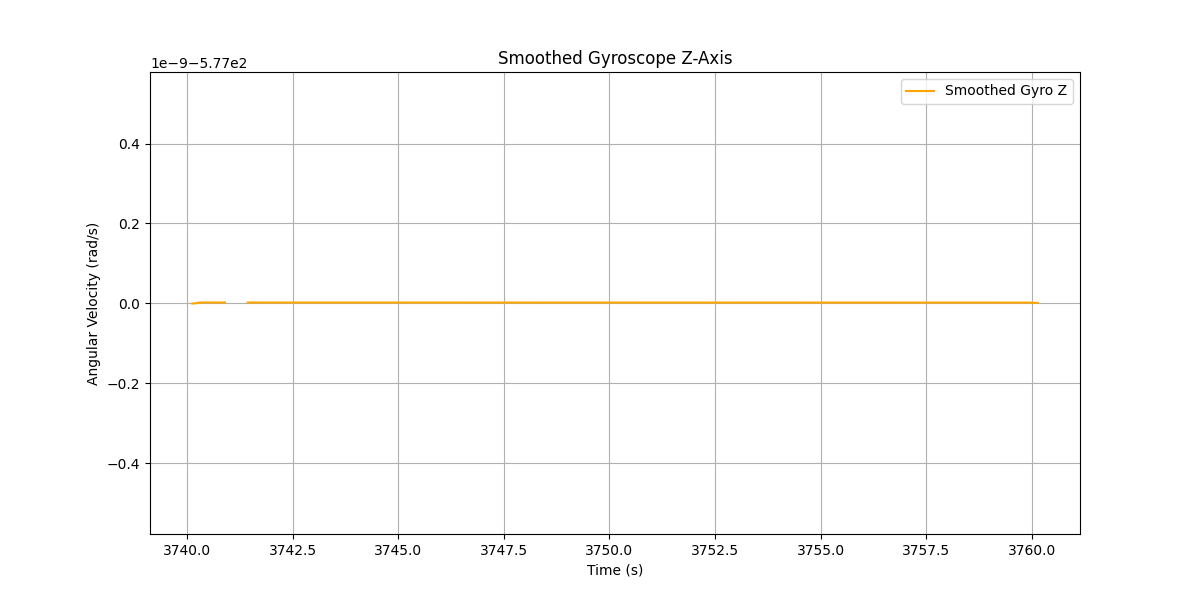 Smoothed Gyroscope Z-Axis
1e−9−5.77e2
Smoothed Gyro Z
0.4
0.2
0.0
−0.2
−0.4
Angular Velocity (rad/s)
3740.0 3742.5 3745.0 3747.5 3750.0 3752.5 3755.0 3757.5 3760.0
Time (s)